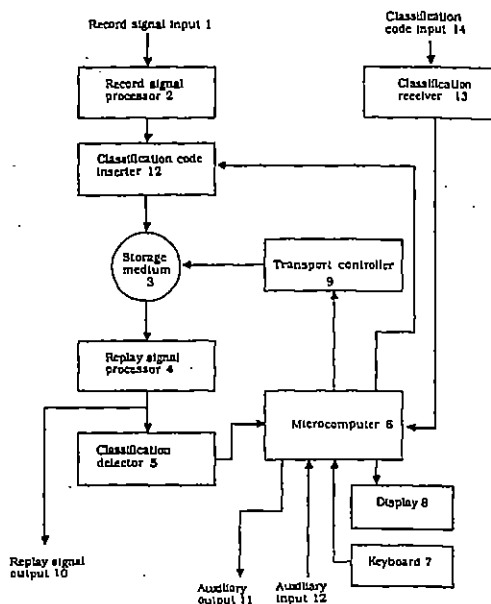 Record signal input 1
Classification
code input 14
Record signal
processor 2
Classification
receiver 13
Classification code
inserter 12
Storage
medium
3
Transport controller
9
Replay signal
processor 4
Microcomputer 6
Classification
detector 5
Display 8
Keyboard 7
Replay signal
output 10
Auxiliary
output 11
Auxiliary
input 12